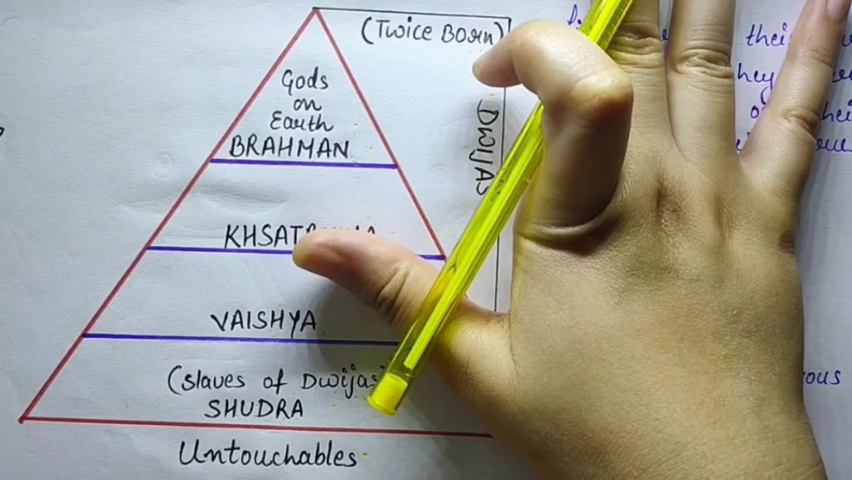 (Twice Born)
Gods
on
Earth
BRAHMAN
DWIJAS
VAISHYA
(Slaves of Dwijas
SHUDRA
Untouchables